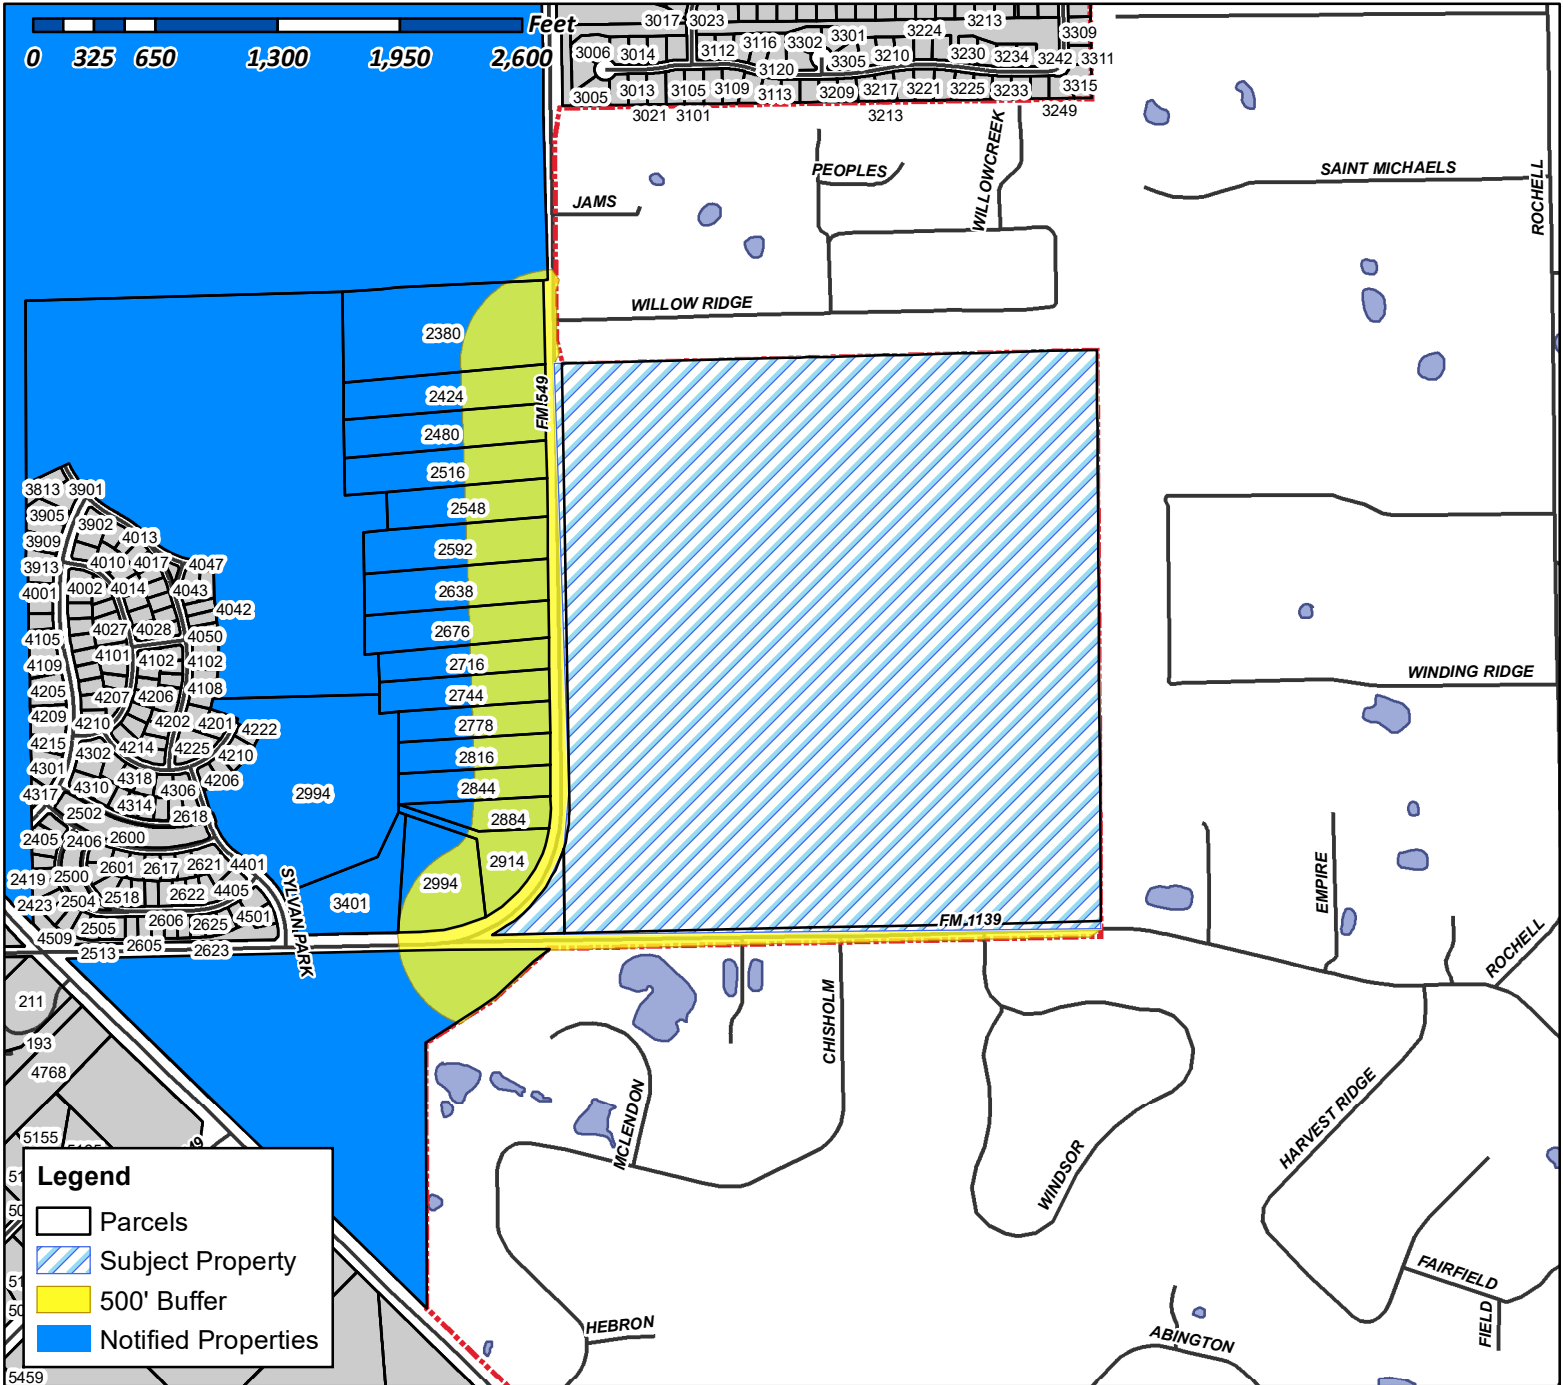 Feet
0 325 650 1,300 1,950 2,600
3017 3023 3213
3309
3006 3014 3112 3116 3302 3301 3224
3120 3305 3210 3230 3234 3242 3311
3005 3013 3105 3109 3113 3209 3217 3221 3225 3233 3315
3021 3101 3213 3249
PEOPLES
WILLOWCREEK
SAINT MICHAELS
ROCHELL
JAMS
WILLOW RIDGE
2380
FM 549
2424
2480
2516
2548
2592
2638
2676
2716
2744
2778
2816
2844
2884
2914
2994
2994
3401
3813 3901
3905 3902
3909 4013
3913 4010 4017 4047
4001 4002 4014 4043
4042
4105 4027 4028 4050
4109 4101 4102 4102
4205 4207 4206 4108
4209 4210 4202 4201 4222
4215 4302 4214 4225 4210
4301 4318 4206
4317 4310 4314 4306
2502 2618
2405 2406 2600
2419 2500 2601 2617 2621 4401
2423 2504 2518 2622 4405
2505 2606 2625 4501
4509 2513 2605 2623
SYLVAN PARK
FM 1139
WINDING RIDGE
EMPIRE
ROCHELL
211
193
4768
5155
CHISHOLM
MCLENDON
WINDSOR
HARVEST RIDGE
FAIRFIELD
FIELD
HEBRON
ABINGTON
5459
Legend
Parcels
Subject Property
500' Buffer
Notified Properties